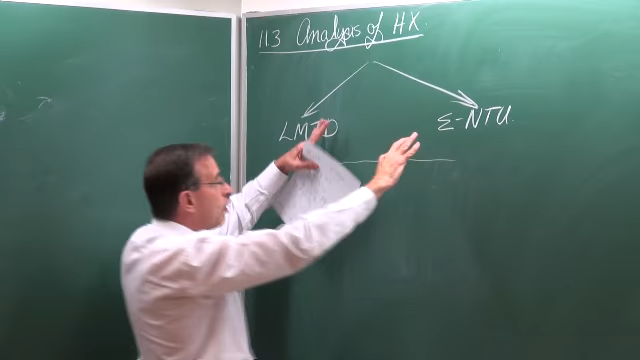 11.3 Analysis of HX.
LMTD
Σ-NTU.